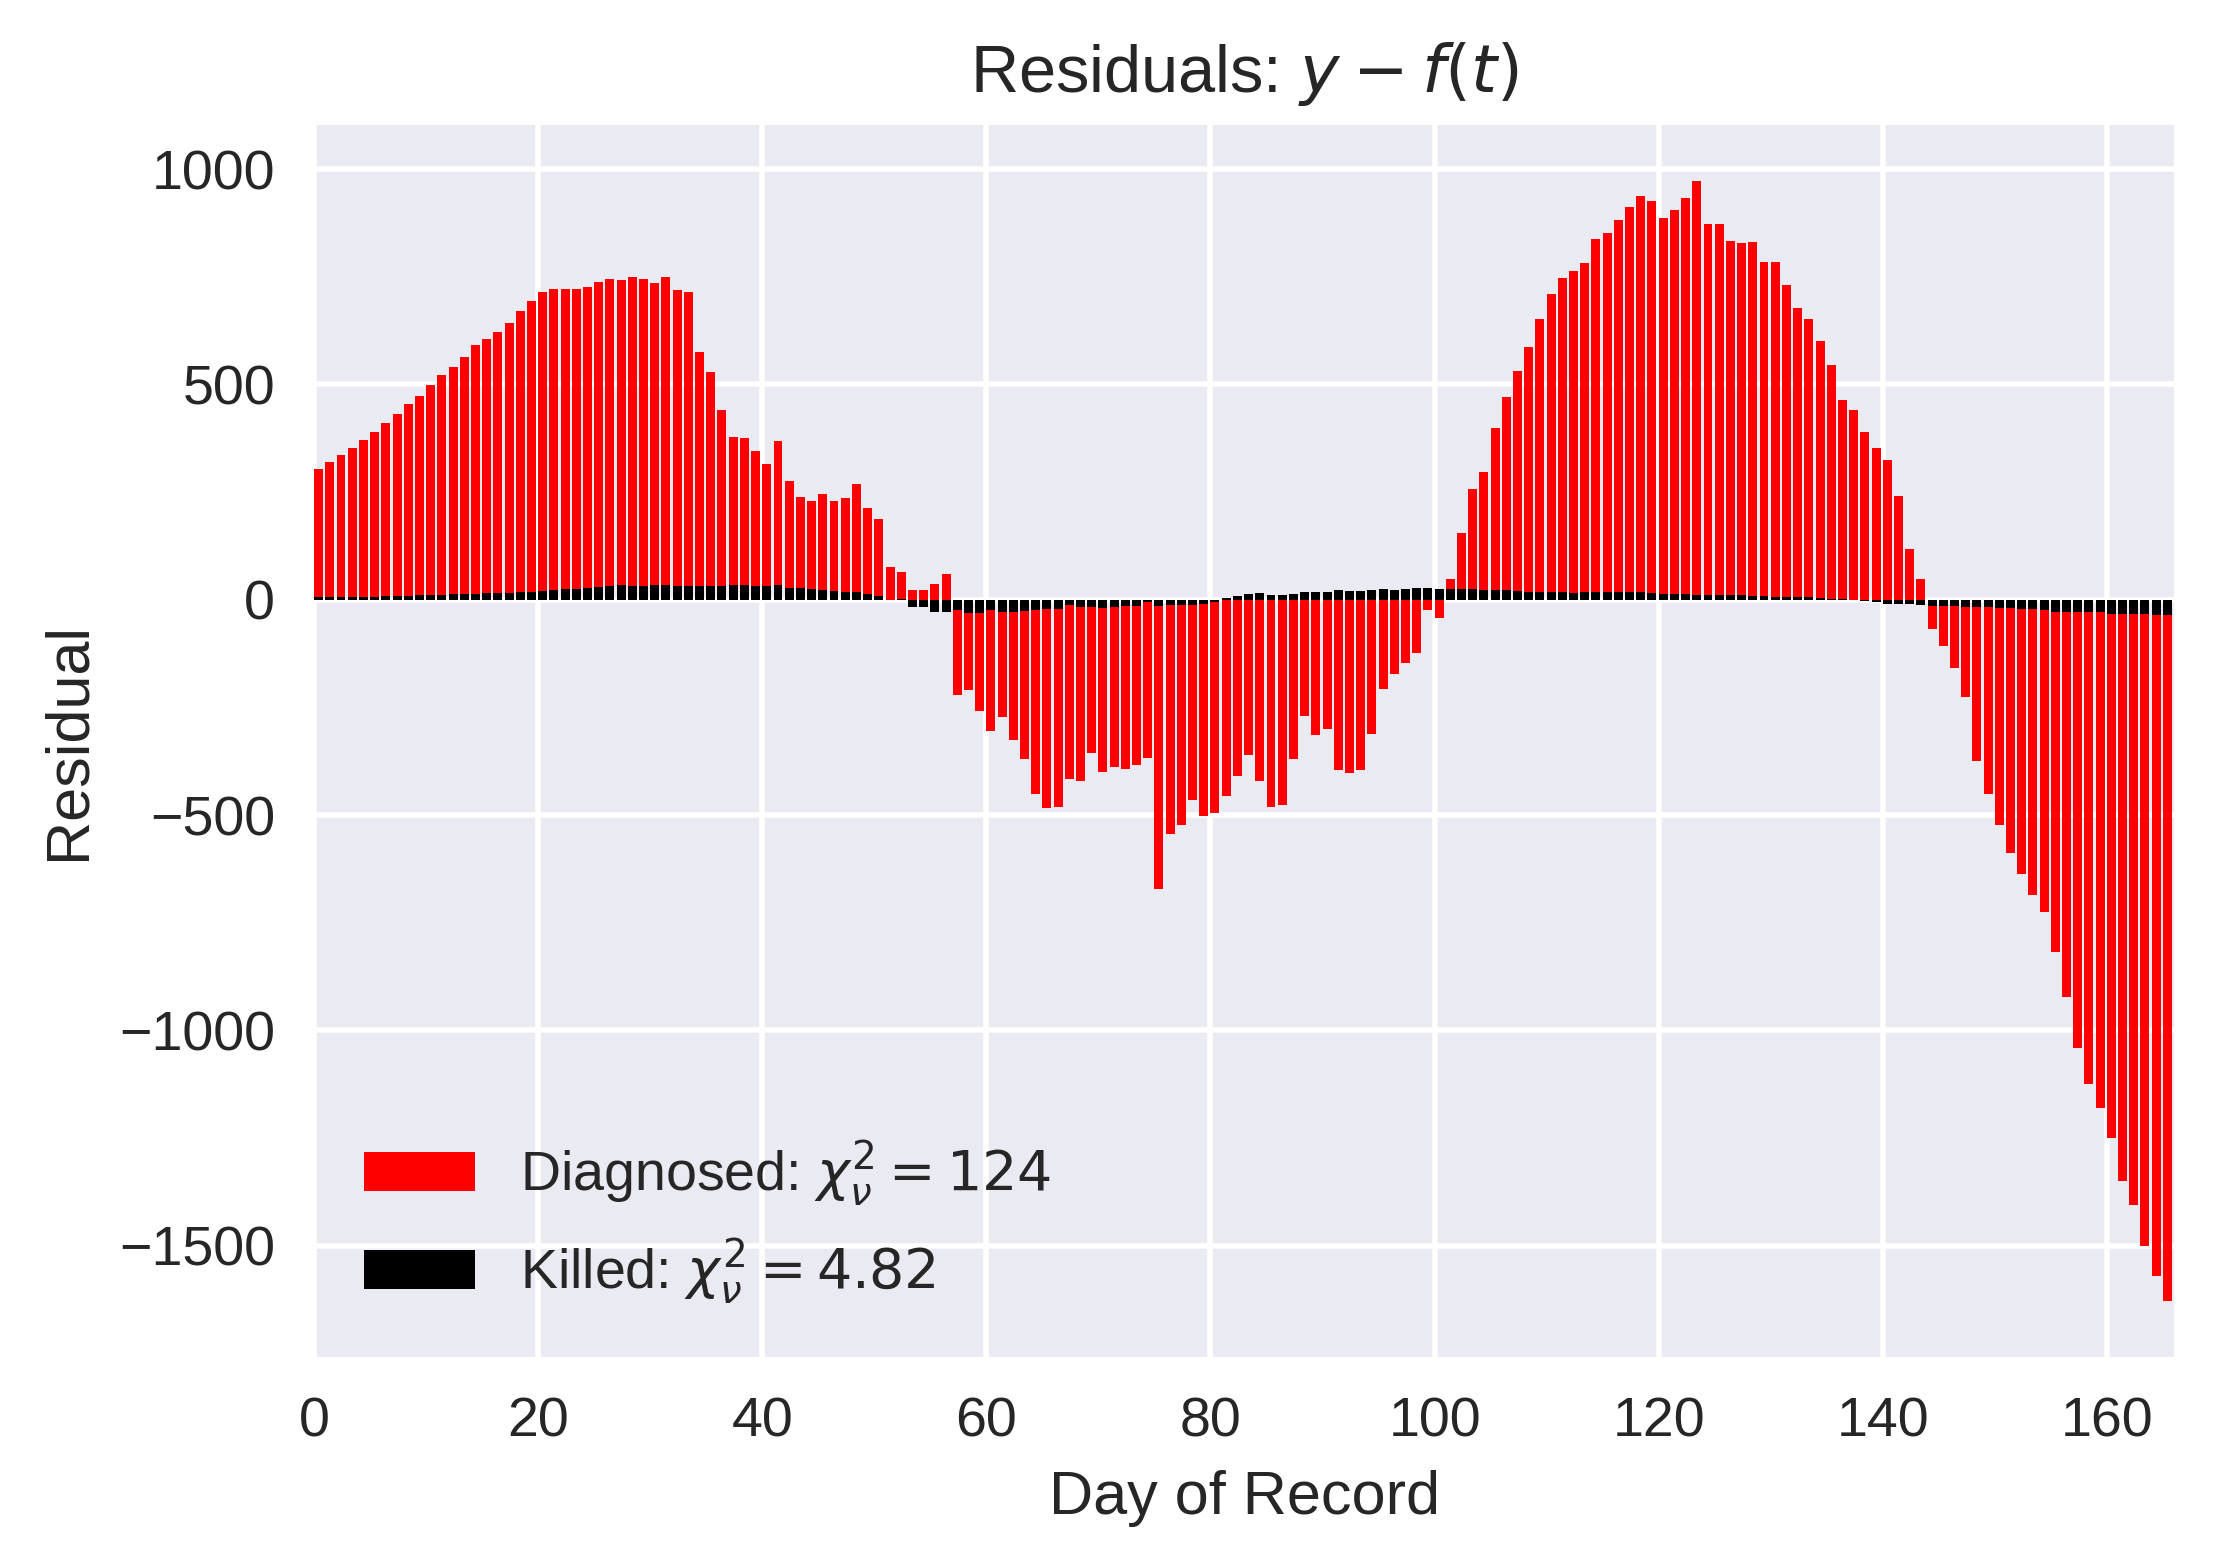 Residuals: y − f(t)
1000
500
0
−500
−1000
−1500
Residual
Diagnosed: χ²ᵥ = 124
Killed: χ²ᵥ = 4.82
0 20 40 60 80 100 120 140 160
Day of Record